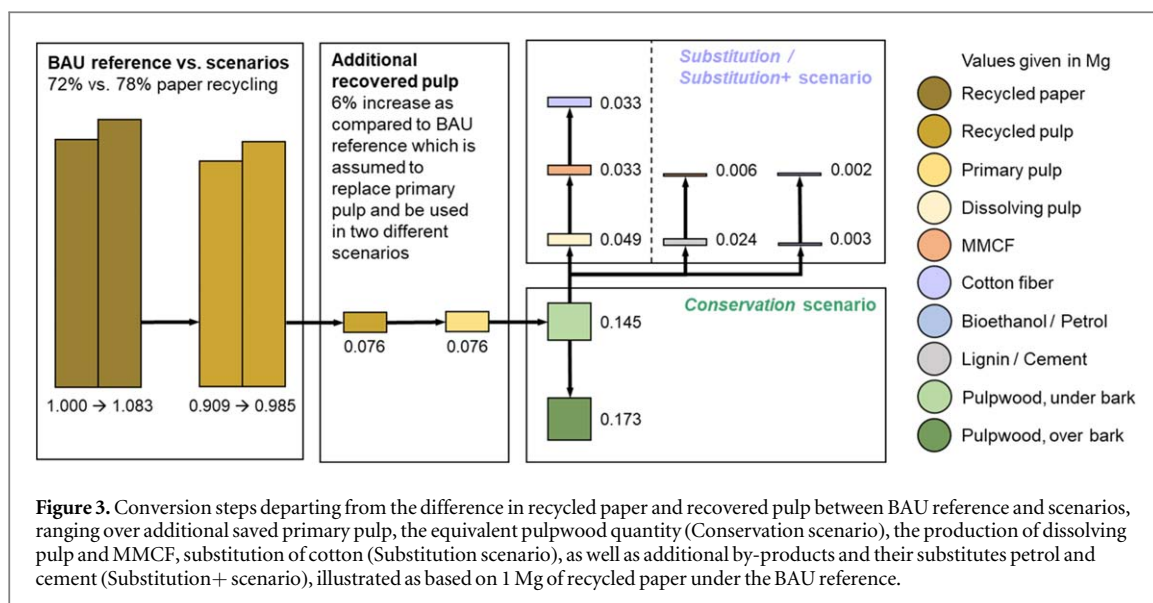 BAU reference vs. scenarios
72% vs. 78% paper recycling
1.000 → 1.083
0.909 → 0.985
Additional
recovered pulp
6% increase as
compared to BAU
reference which is
assumed to
replace primary
pulp and be used
in two different
scenarios
0.076
0.076
Substitution /
Substitution+ scenario
0.033
0.033
0.006
0.002
0.049
0.024
0.003
Conservation scenario
0.145
0.173
Values given in Mg
Recycled paper
Recycled pulp
Primary pulp
Dissolving pulp
MMCF
Cotton fiber
Bioethanol / Petrol
Lignin / Cement
Pulpwood, under bark
Pulpwood, over bark
Figure 3. Conversion steps departing from the difference in recycled paper and recovered pulp between BAU reference and scenarios,
ranging over additional saved primary pulp, the equivalent pulpwood quantity (Conservation scenario), the production of dissolving
pulp and MMCF, substitution of cotton (Substitution scenario), as well as additional by-products and their substitutes petrol and
cement (Substitution+ scenario), illustrated as based on 1 Mg of recycled paper under the BAU reference.